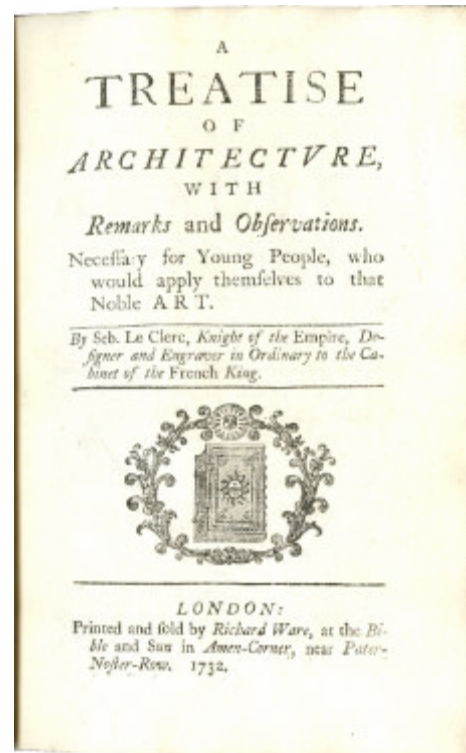 A
TREATISE
OF
ARCHITECTVRE,
WITH
Remarks and Obſervations.
Neceſſary for Young People, who
would apply themſelves to that
Noble ART.
By Seb. Le Clerc, Knight of the Empire, De-
ſigner and Engraver in Ordinary to the Ca-
binet of the French King.
LONDON:
Printed and ſold by Richard Ware, at the Bi-
ble and Sun in Amen-Corner, near Pater-
Noſter-Row. 1732.